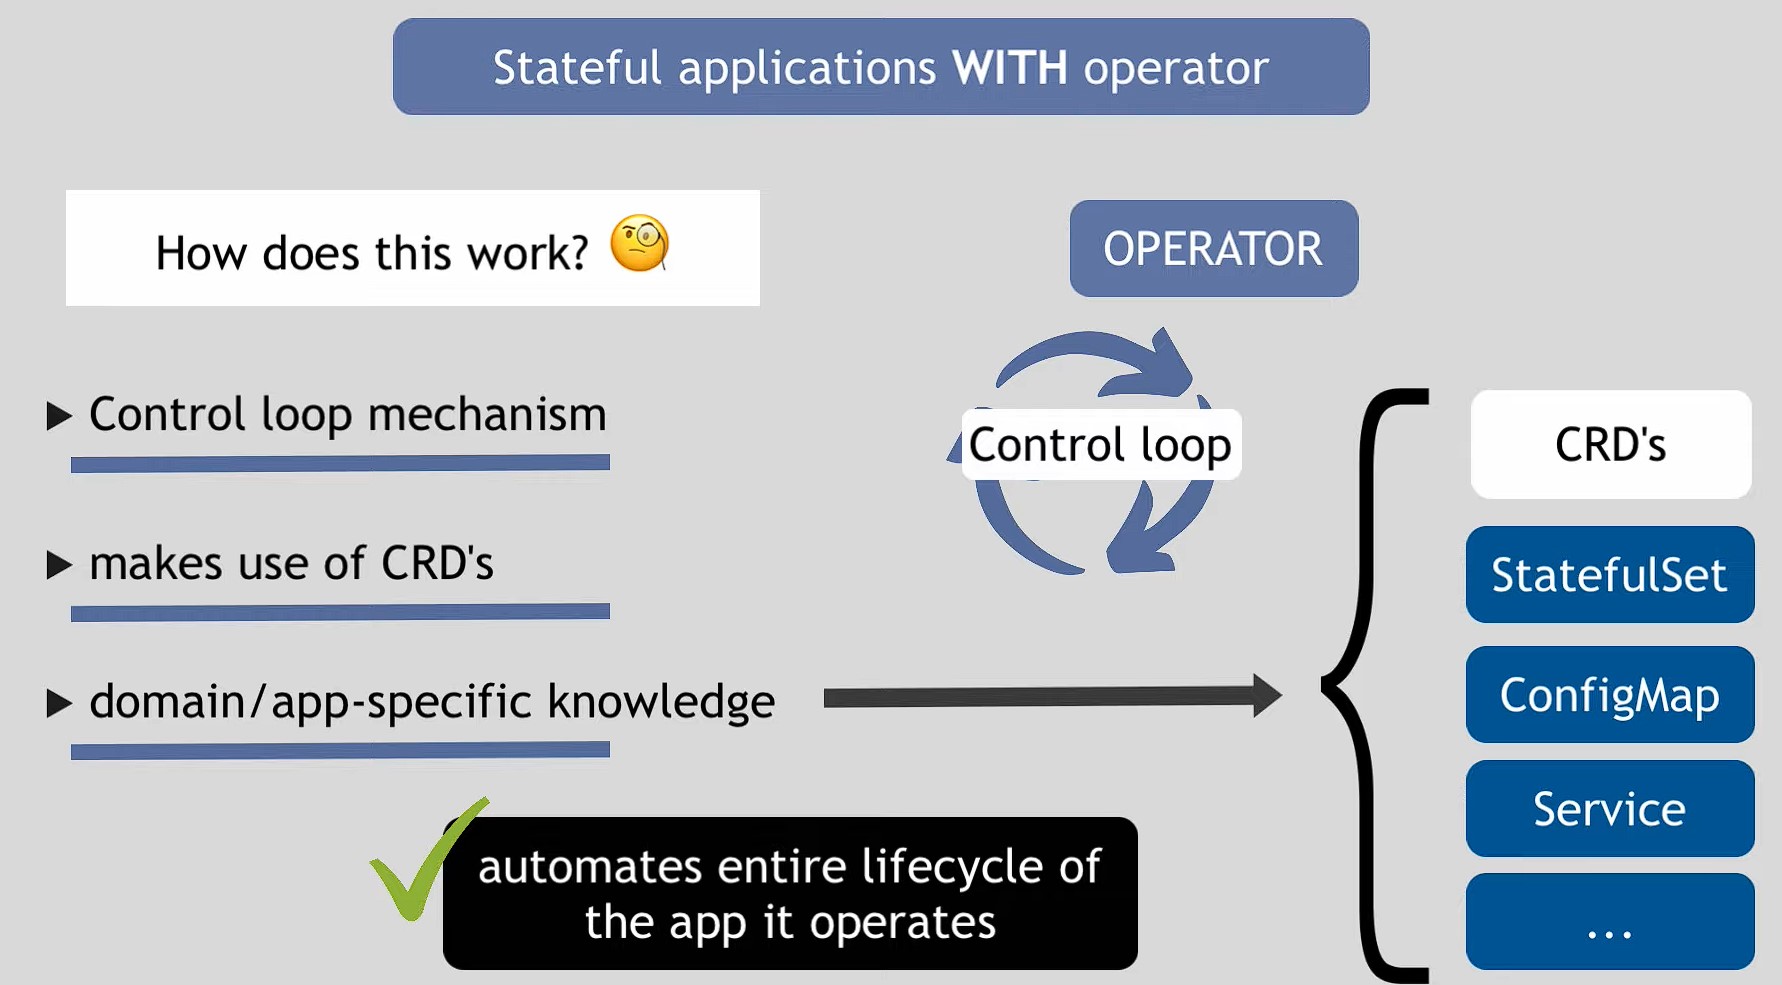 Stateful applications WITH operator
How does this work?
OPERATOR
Control loop mechanism
makes use of CRD's
domain/app-specific knowledge
automates entire lifecycle of
the app it operates
Control loop
CRD's
StatefulSet
ConfigMap
Service
...